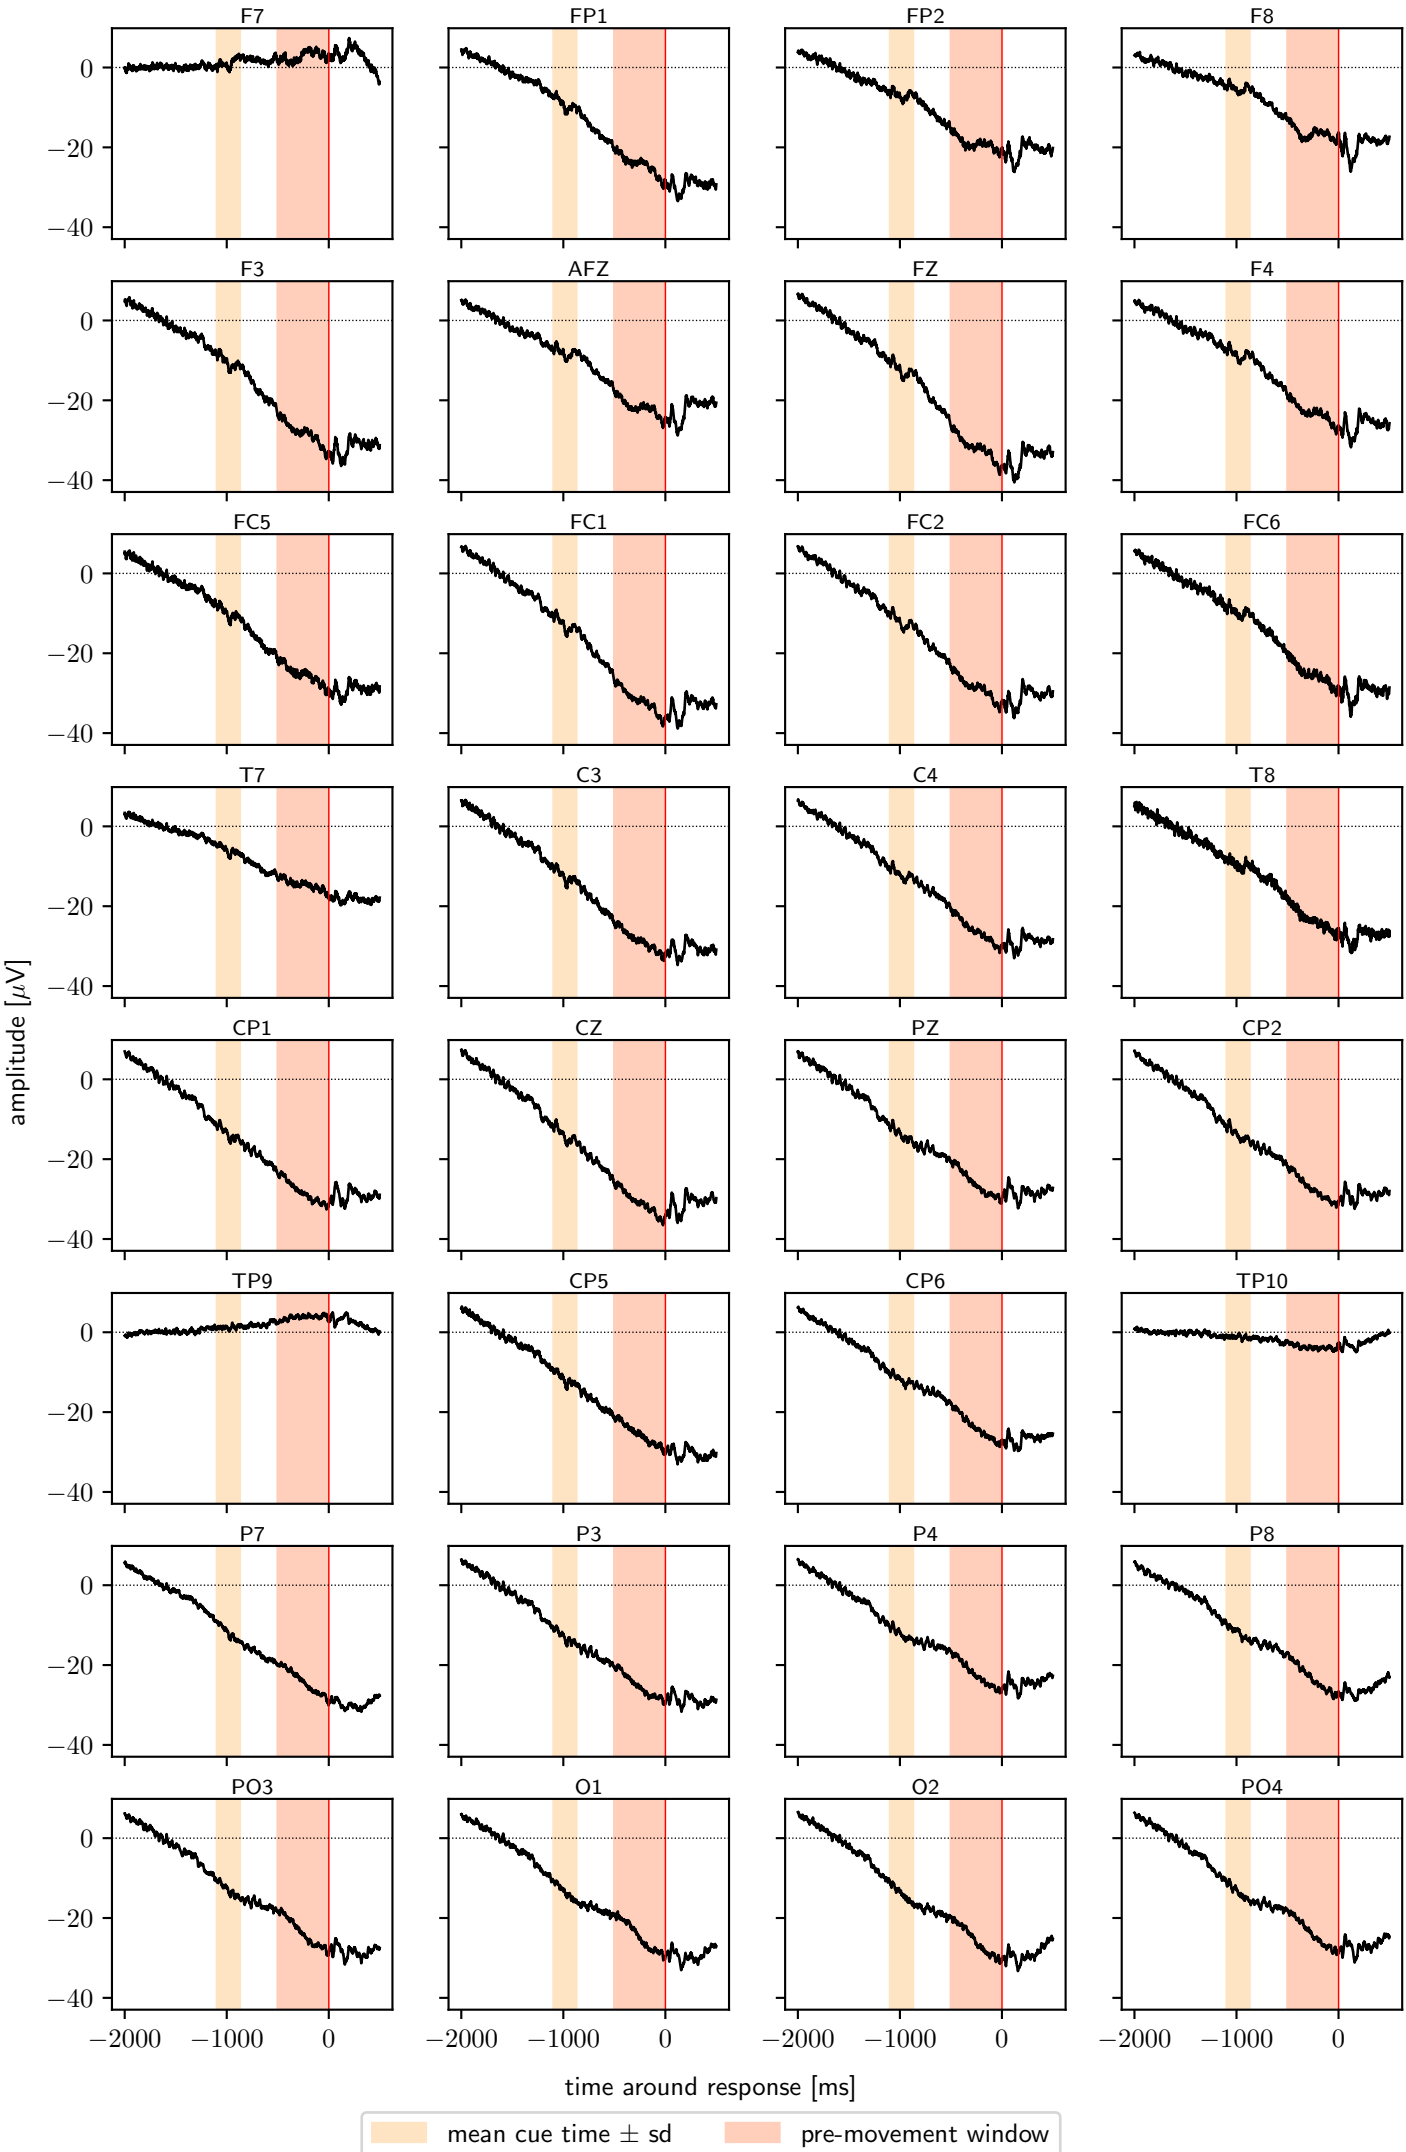 F7 FP1 FP2 F8
0
−20
−40
F3 AFZ FZ F4
0
−20
−40
FC5 FC1 FC2 FC6
0
−20
−40
T7 C3 C4 T8
0
−20
−40
CP1 CZ PZ CP2
0
−20
−40
TP9 CP5 CP6 TP10
0
−20
−40
P7 P3 P4 P8
0
−20
−40
PO3 O1 O2 PO4
0
−20
−40
−2000 −1000 0 −2000 −1000 0 −2000 −1000 0 −2000 −1000 0
amplitude [μV]
time around response [ms]
mean cue time ± sd pre-movement window